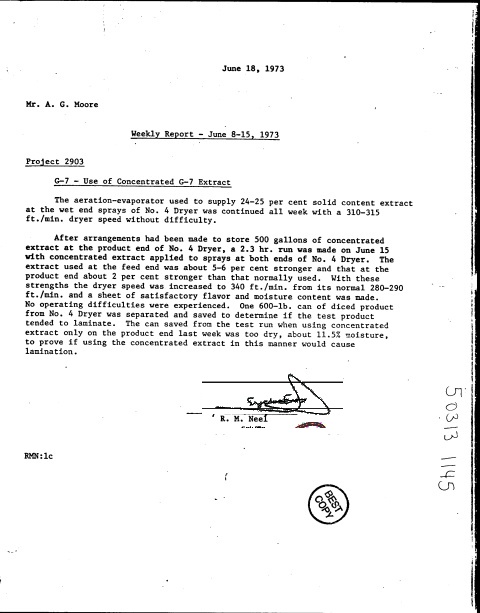 June 18, 1973
Mr. A. G. Moore
Weekly Report - June 8-15, 1973
Project 2903
G-7 - Use of Concentrated G-7 Extract
The aeration-evaporator used to supply 24-25 per cent solid content extract
at the wet end sprays of No. 4 Dryer was continued all week with a 310-315
ft./min. dryer speed without difficulty.
After arrangements had been made to store 500 gallons of concentrated
extract at the product end of No. 4 Dryer, a 2.3 hr. run was made on June 15
with concentrated extract applied to sprays at both ends of No. 4 Dryer. The
extract used at the feed end was about 5-6 per cent stronger and that at the
product end about 2 per cent stronger than that normally used. With these
strengths the dryer speed was increased to 340 ft./min. from its normal 280-290
ft./min. and a sheet of satisfactory flavor and moisture content was made.
No operating difficulties were experienced. One 600-lb. can of diced product
from No. 4 Dryer was separated and saved to determine if the test product
tended to laminate. The can saved from the test run when using concentrated
extract only on the product end last week was too dry, about 11.5% moisture,
to prove if using the concentrated extract in this manner would cause
lamination.
R. M. Neel
RMN:lc
BEST
COPY
50313 1145